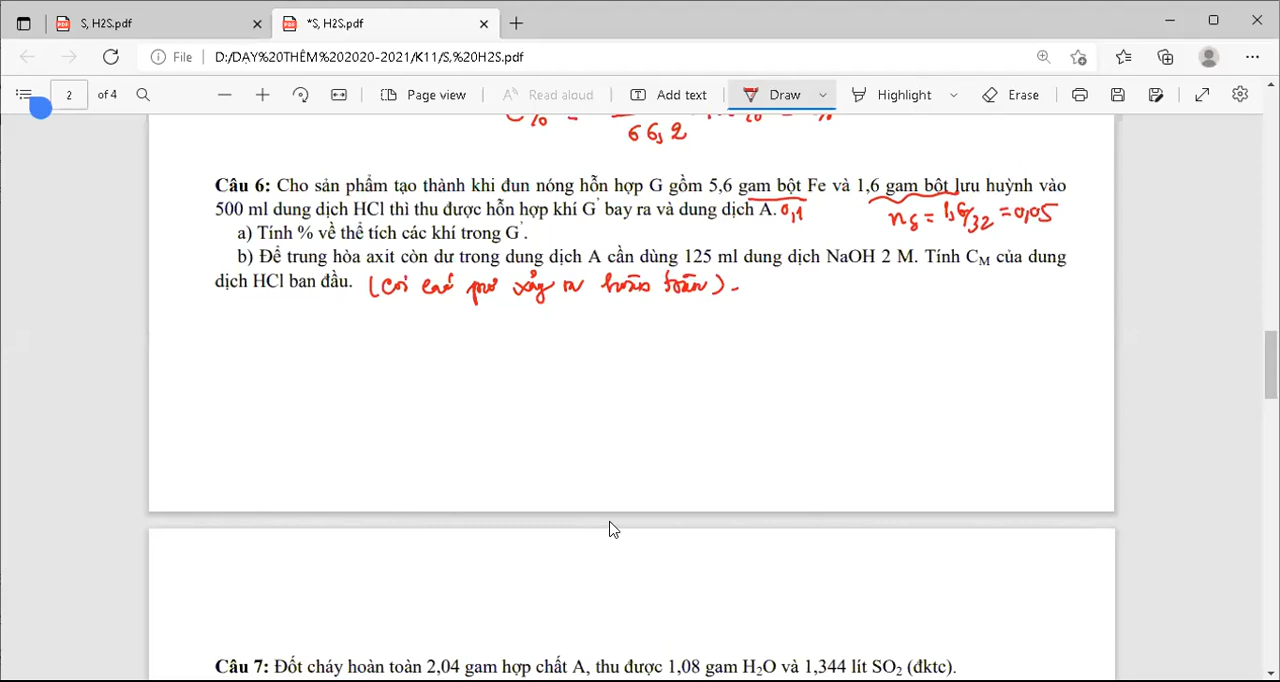 S, H2S.pdf
*S, H2S.pdf
File D:/DAY%20THÊM%202020-2021/K11/S,%20H2S.pdf
2 of 4 Page view Read aloud Add text Draw Highlight Erase
C% =
66,2
Câu 6: Cho sản phẩm tạo thành khi đun nóng hỗn hợp G gồm 5,6 gam bột Fe và 1,6 gam bột lưu huỳnh vào
500 ml dung dịch HCl thì thu được hỗn hợp khí G' bay ra và dung dịch A. 0,1 nS = 1,6/32 = 0,05
a) Tính % về thể tích các khí trong G'.
b) Để trung hòa axit còn dư trong dung dịch A cần dùng 125 ml dung dịch NaOH 2 M. Tính CM của dung
dịch HCl ban đầu. (Coi các pư xảy ra hoàn toàn).
Câu 7: Đốt cháy hoàn toàn 2,04 gam hợp chất A, thu được 1,08 gam H2O và 1,344 lít SO2 (đktc).